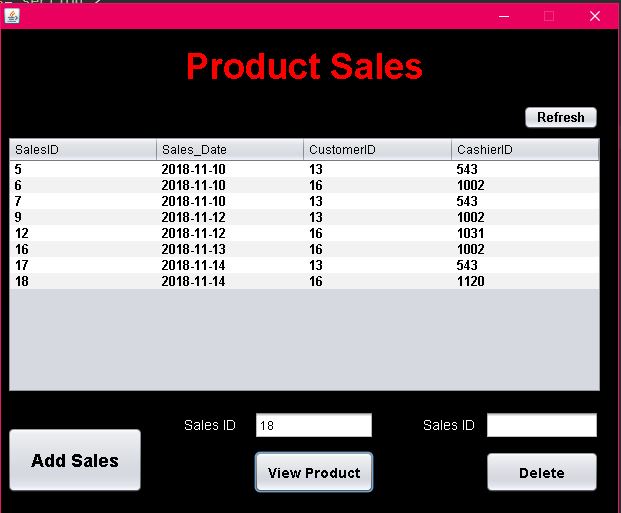 Product Sales
Refresh
SalesID Sales_Date CustomerID CashierID
5 2018-11-10 13 543
6 2018-11-10 16 1002
7 2018-11-10 13 543
9 2018-11-12 13 1002
12 2018-11-12 16 1031
16 2018-11-13 16 1002
17 2018-11-14 13 543
18 2018-11-14 16 1120
Sales ID 18 Sales ID
Add Sales View Product Delete